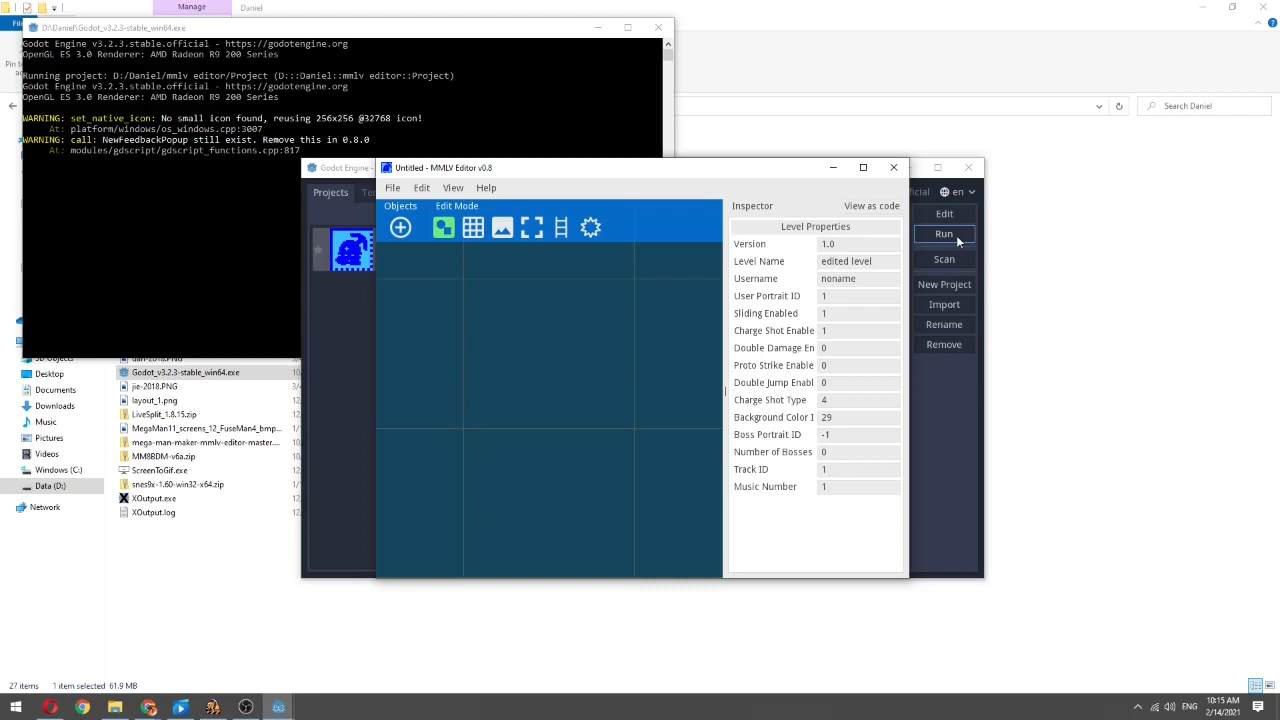 Manage
Daniel
File
D:\Daniel\Godot_v3.2.3-stable_win64.exe
Godot Engine v3.2.3.stable.official - https://godotengine.org
OpenGL ES 3.0 Renderer: AMD Radeon R9 200 Series
Running project: D:/Daniel/mmlv editor/Project (D:::Daniel::mmlv editor::Project)
Godot Engine v3.2.3.stable.official - https://godotengine.org
OpenGL ES 3.0 Renderer: AMD Radeon R9 200 Series
WARNING: set_native_icon: No small icon found, reusing 256x256 @32768 icon!
At: platform/windows/os_windows.cpp:3007
WARNING: call: NewFeedbackPopup still exist. Remove this in 0.8.0
At: modules/gdscript/gdscript_functions.cpp:817
Search Daniel
Godot Engine -
Projects
Te
ficial
en
Edit
Run
Scan
New Project
Import
Rename
Remove
Untitled - MMLV Editor v0.8
File Edit View Help
Objects
Edit Mode
Inspector
View as code
Level Properties
Version 1.0
Level Name edited level
Username noname
User Portrait ID 1
Sliding Enabled 1
Charge Shot Enable 1
Double Damage En 0
Proto Strike Enable 0
Double Jump Enabl 0
Charge Shot Type 4
Background Color I 29
Boss Portrait ID -1
Number of Bosses 0
Track ID 1
Music Number 1
Desktop
Documents
Downloads
Music
Pictures
Videos
Windows (C:)
Data (D:)
Network
Godot_v3.2.3-stable_win64.exe
jie-2018.PNG
layout_1.png
LiveSplit_1.8.15.zip
MegaMan11_screens_12_FuseMan4_bmp...
mega-man-maker-mmlv-editor-master....
MM8BDM-v6a.zip
ScreenToGif.exe
snes9x-1.60-win32-x64.zip
XOutput.exe
XOutput.log
27 items
1 item selected 61.9 MB
ENG
10:15 AM
2/14/2021